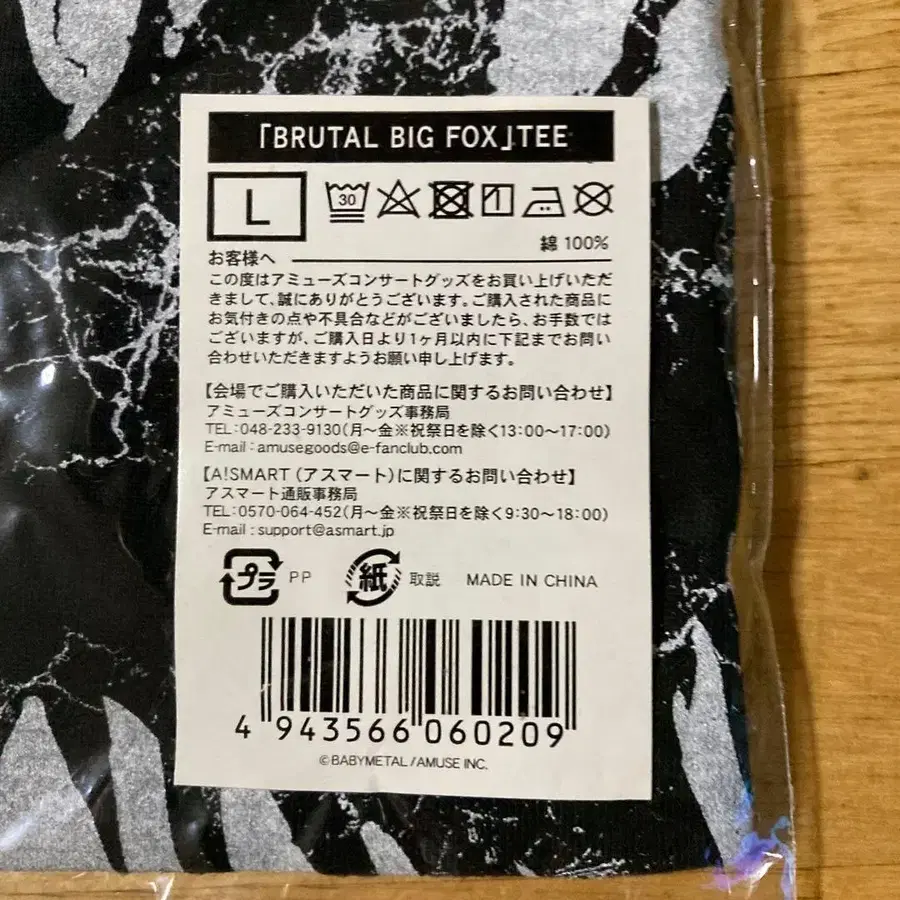 「BRUTAL BIG FOX」TEE
L
30
綿 100%
お客様へ
この度はアミューズコンサートグッズをお買い上げいただ
きまして、誠にありがとうございます。ご購入された商品に
お気付きの点や不具合などがございましたら、お手数では
ございますが、ご購入日より1ヶ月以内に下記までお問い
合わせいただきますようお願い申し上げます。
【会場でご購入いただいた商品に関するお問い合わせ】
アミューズコンサートグッズ事務局
TEL:048-233-9130(月〜金※祝祭日を除く13:00〜17:00)
E-mail : amusegoods@e-fanclub.com
【A!SMART (アスマート)に関するお問い合わせ】
アスマート通販事務局
TEL:0570-064-452(月〜金※祝祭日を除く9:30〜18:00)
E-mail : support@asmart.jp
プラ PP 紙 取説 MADE IN CHINA
4 943566 060209
©BABYMETAL / AMUSE INC.